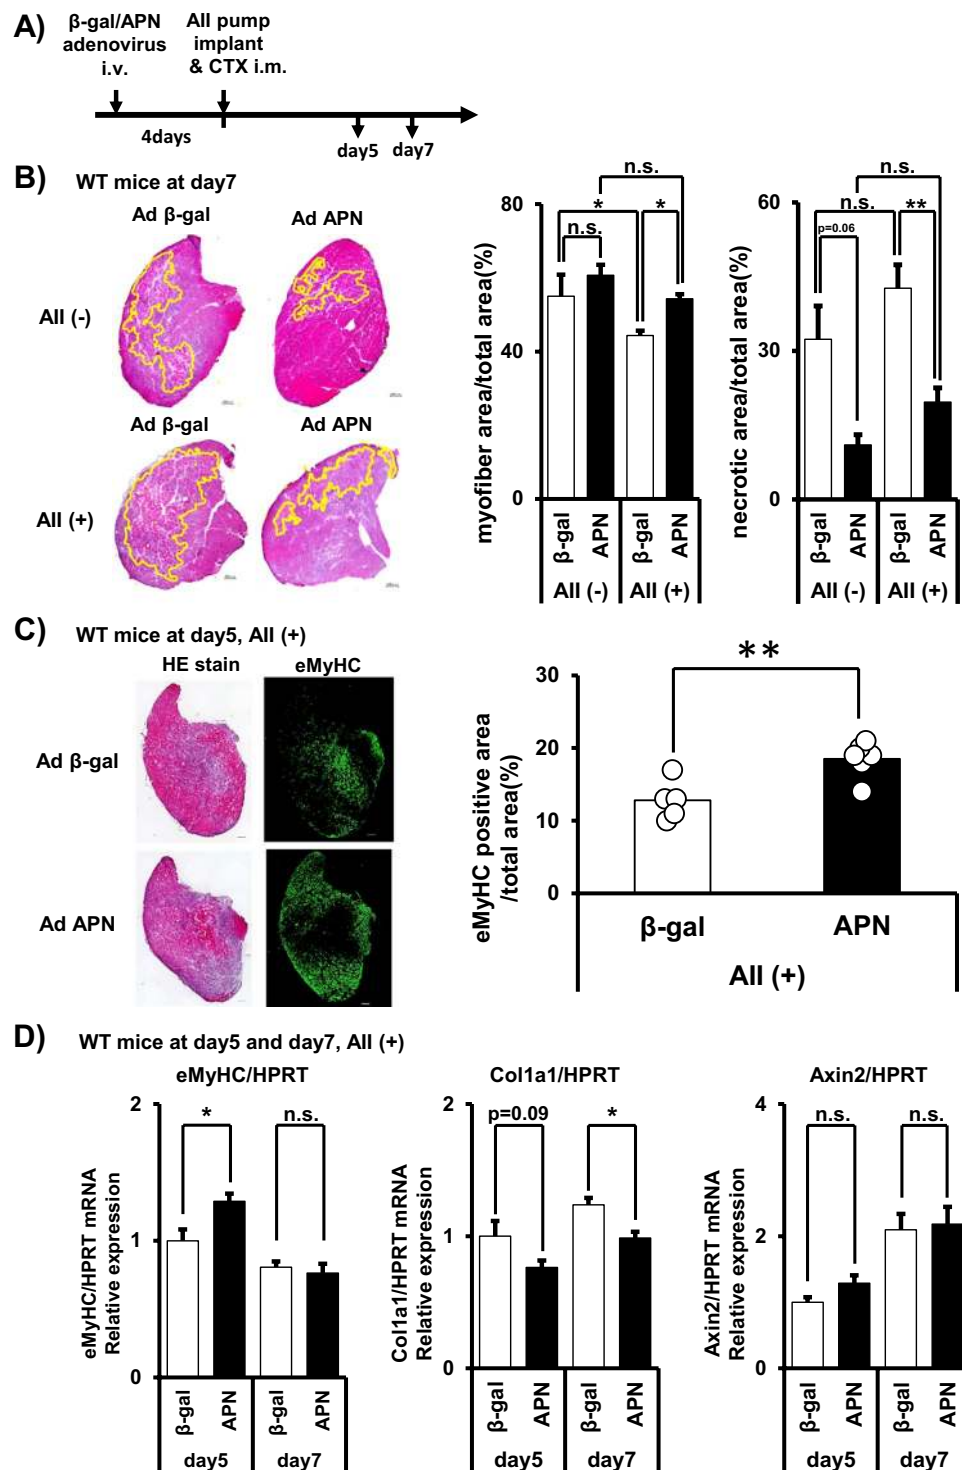 A)
β-gal/APN
adenovirus
i.v.
AII pump
implant
& CTX i.m.
4days
day5
day7
B)
WT mice at day7
Ad β-gal
Ad APN
AII (-)
Ad β-gal
Ad APN
AII (+)
myofiber area/total area(%)
80
40
0
n.s.
*
*
n.s.
β-gal
APN
β-gal
APN
AII (-)
AII (+)
necrotic area/total area(%)
60
30
0
n.s.
n.s.
**
p=0.06
β-gal
APN
β-gal
APN
AII (-)
AII (+)
C)
WT mice at day5, AII (+)
HE stain
eMyHC
Ad β-gal
Ad APN
eMyHC positive area
/total area(%)
30
20
10
0
**
β-gal
APN
AII (+)
D)
WT mice at day5 and day7, AII (+)
eMyHC/HPRT
eMyHC/HPRT mRNA
Relative expression
2
1
0
*
n.s.
β-gal
APN
β-gal
APN
day5
day7
Col1a1/HPRT
Col1a1/HPRT mRNA
Relative expression
2
1
0
p=0.09
*
β-gal
APN
β-gal
APN
day5
day7
Axin2/HPRT
Axin2/HPRT mRNA
Relative expression
4
2
0
n.s.
n.s.
β-gal
APN
β-gal
APN
day5
day7